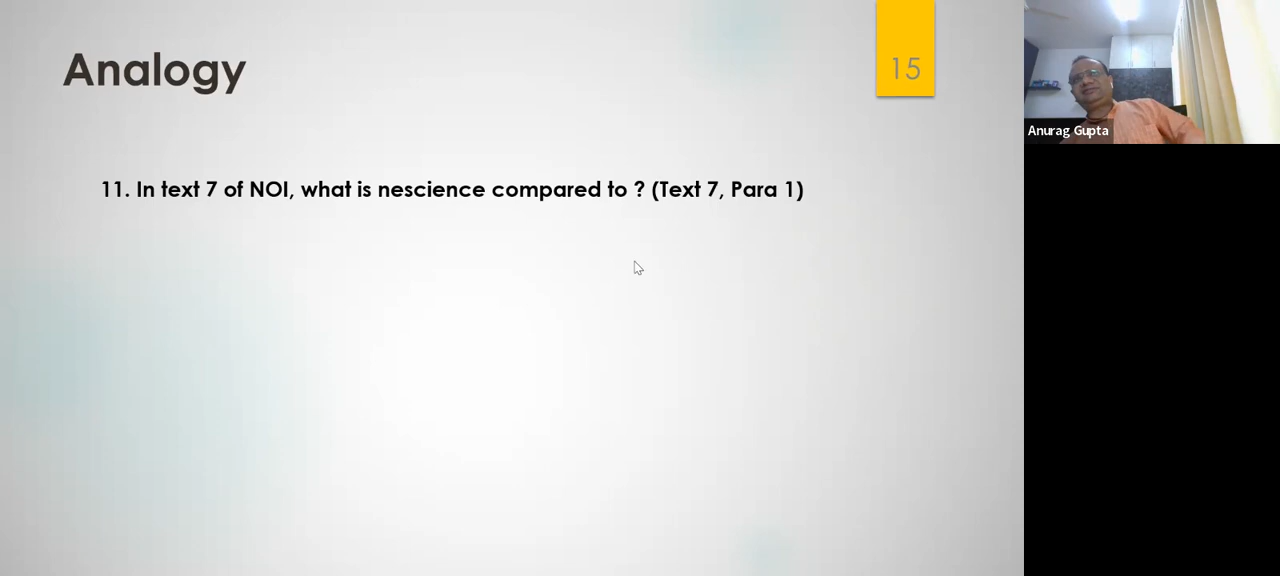 Analogy
15
11. In text 7 of NOI, what is nescience compared to ? (Text 7, Para 1)
Anurag Gupta